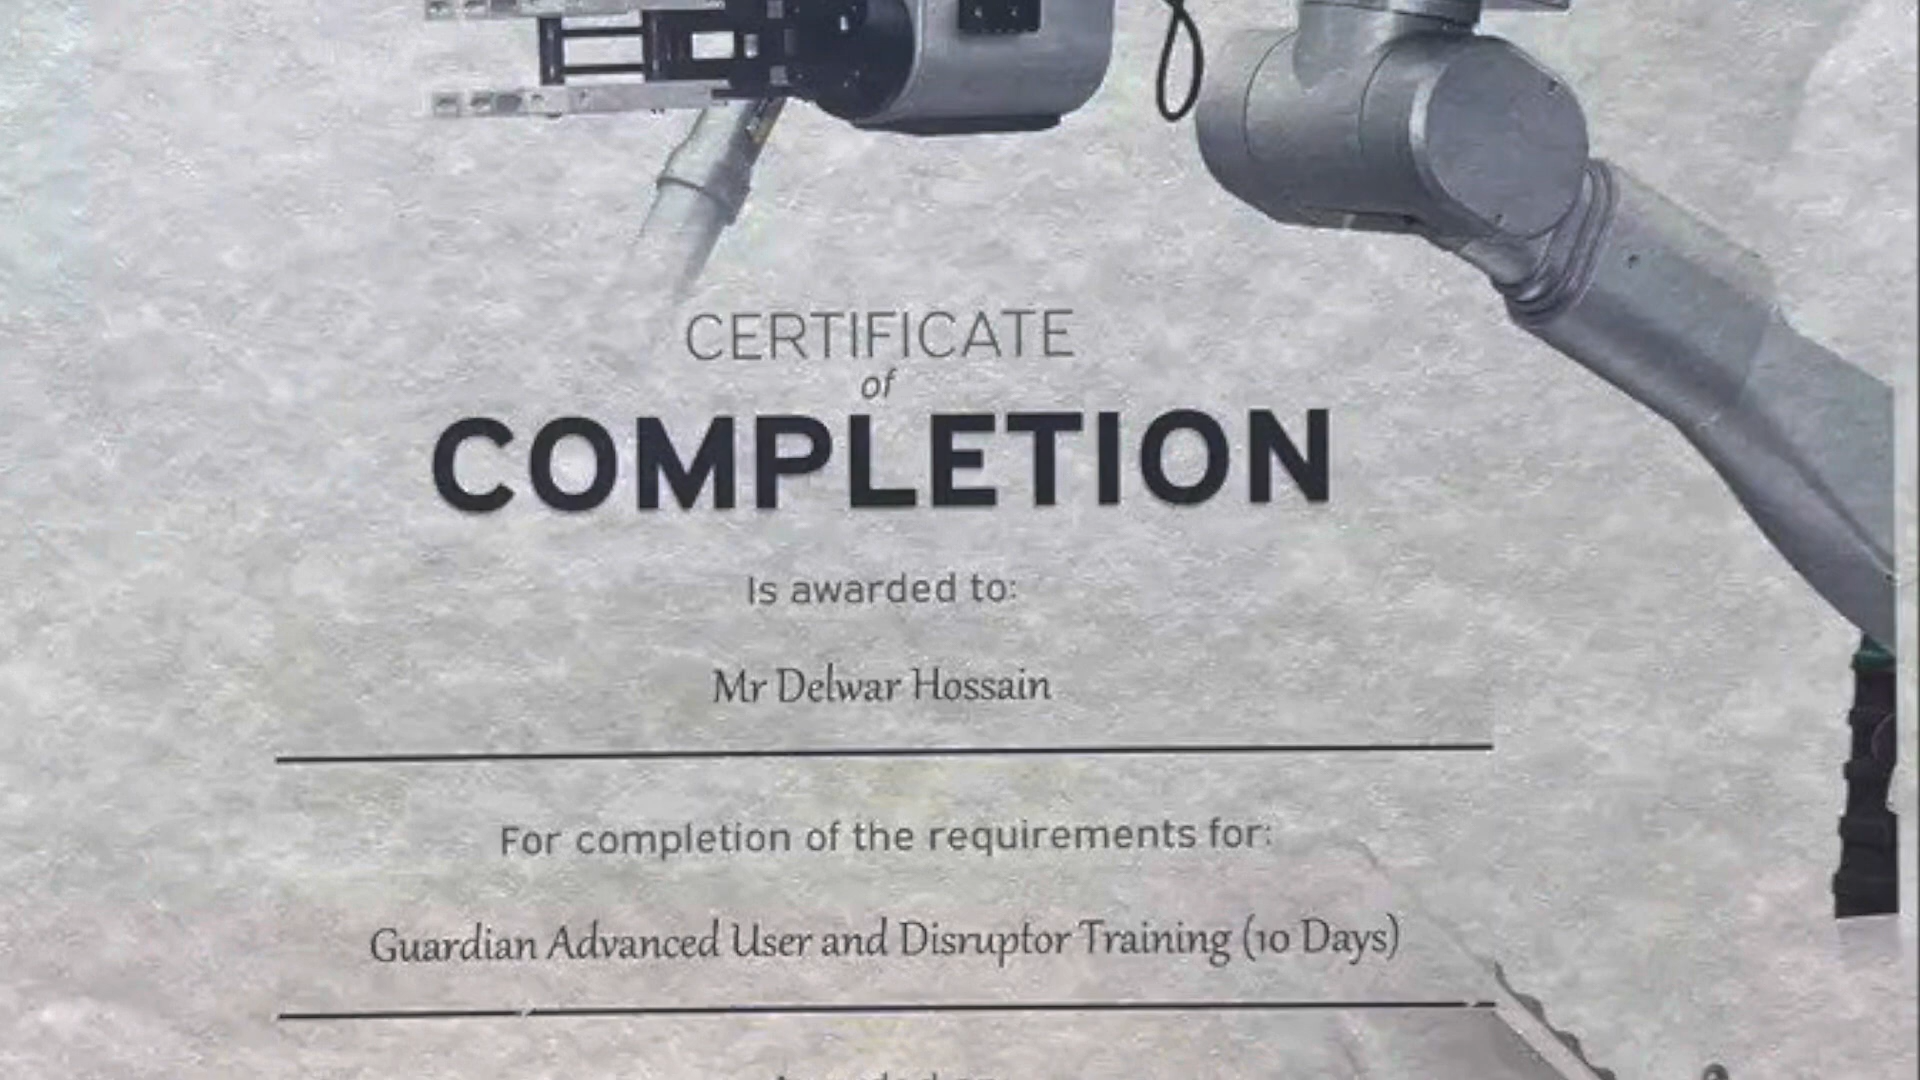 CERTIFICATE
of
COMPLETION
Is awarded to:
Mr Delwar Hossain
For completion of the requirements for:
Guardian Advanced User and Disruptor Training (10 Days)